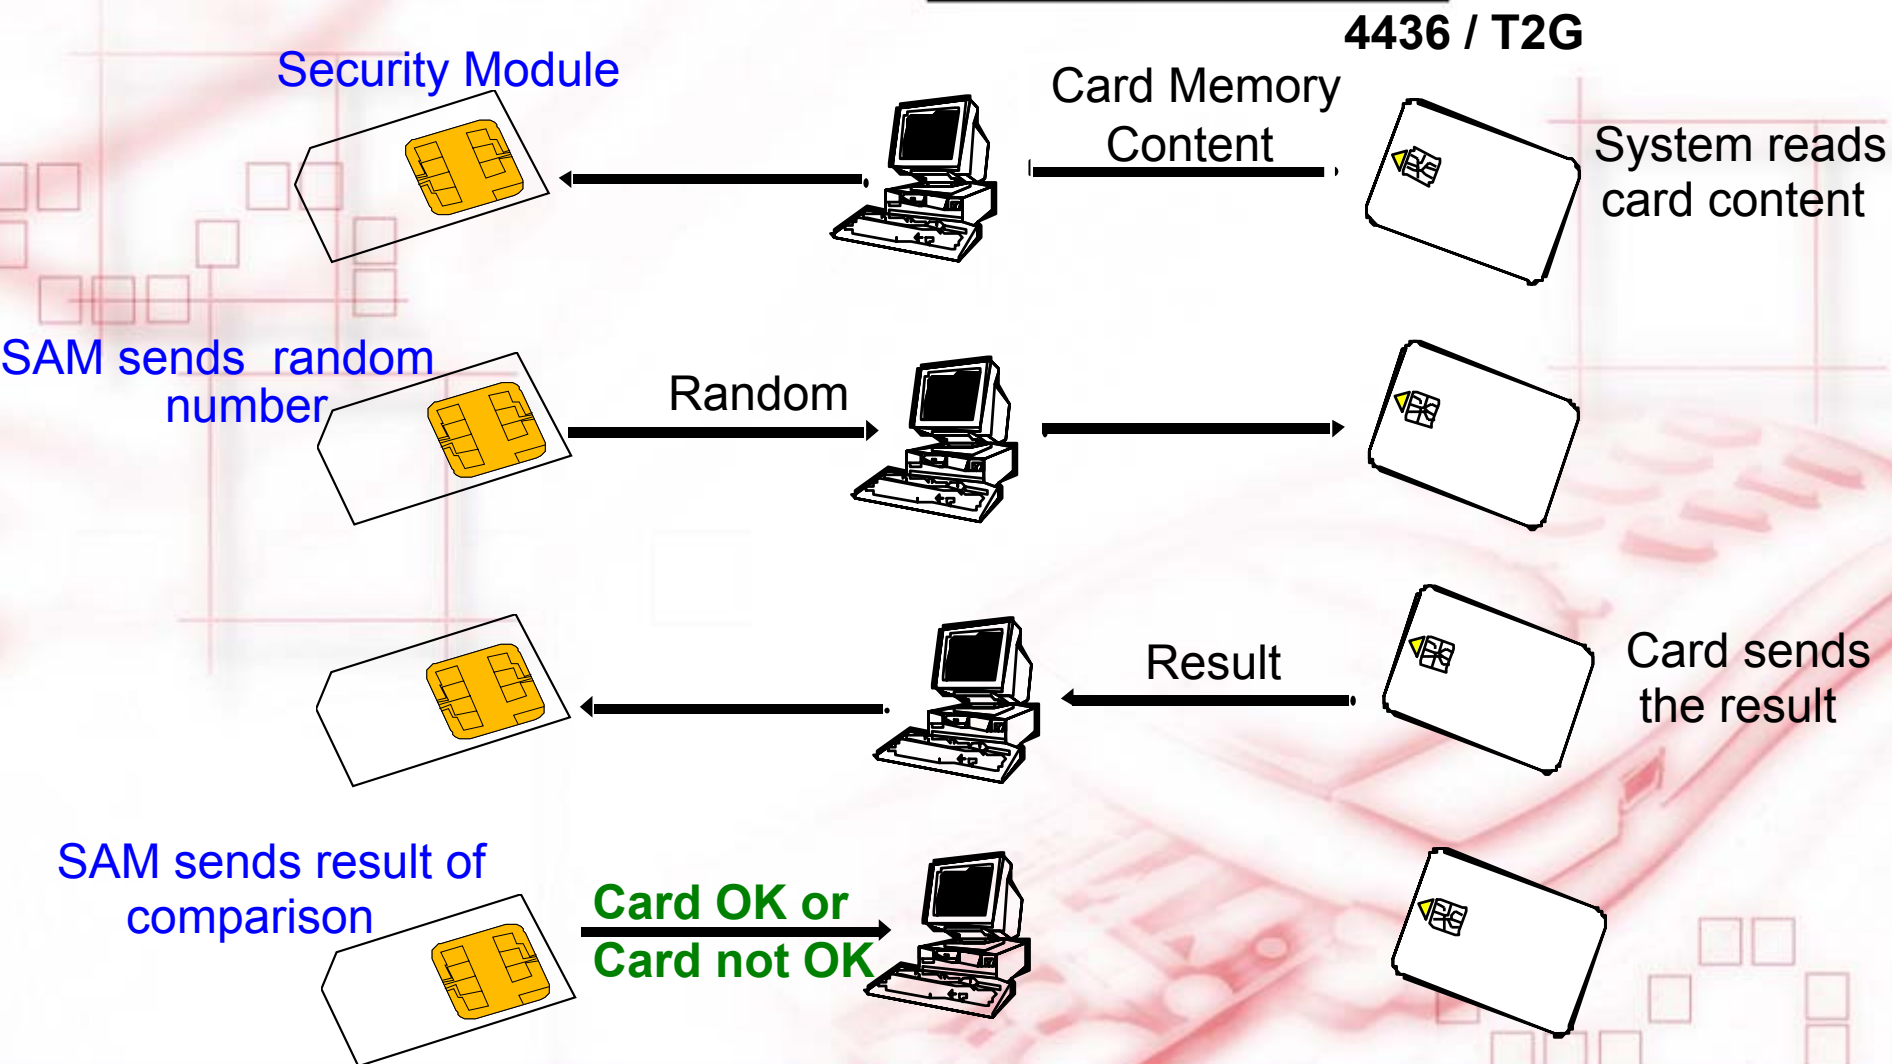 4436 / T2G
Security Module
Card Memory
Content
System reads
card content
SAM sends random
number
Random
Result
Card sends
the result
SAM sends result of
comparison
Card OK or
Card not OK